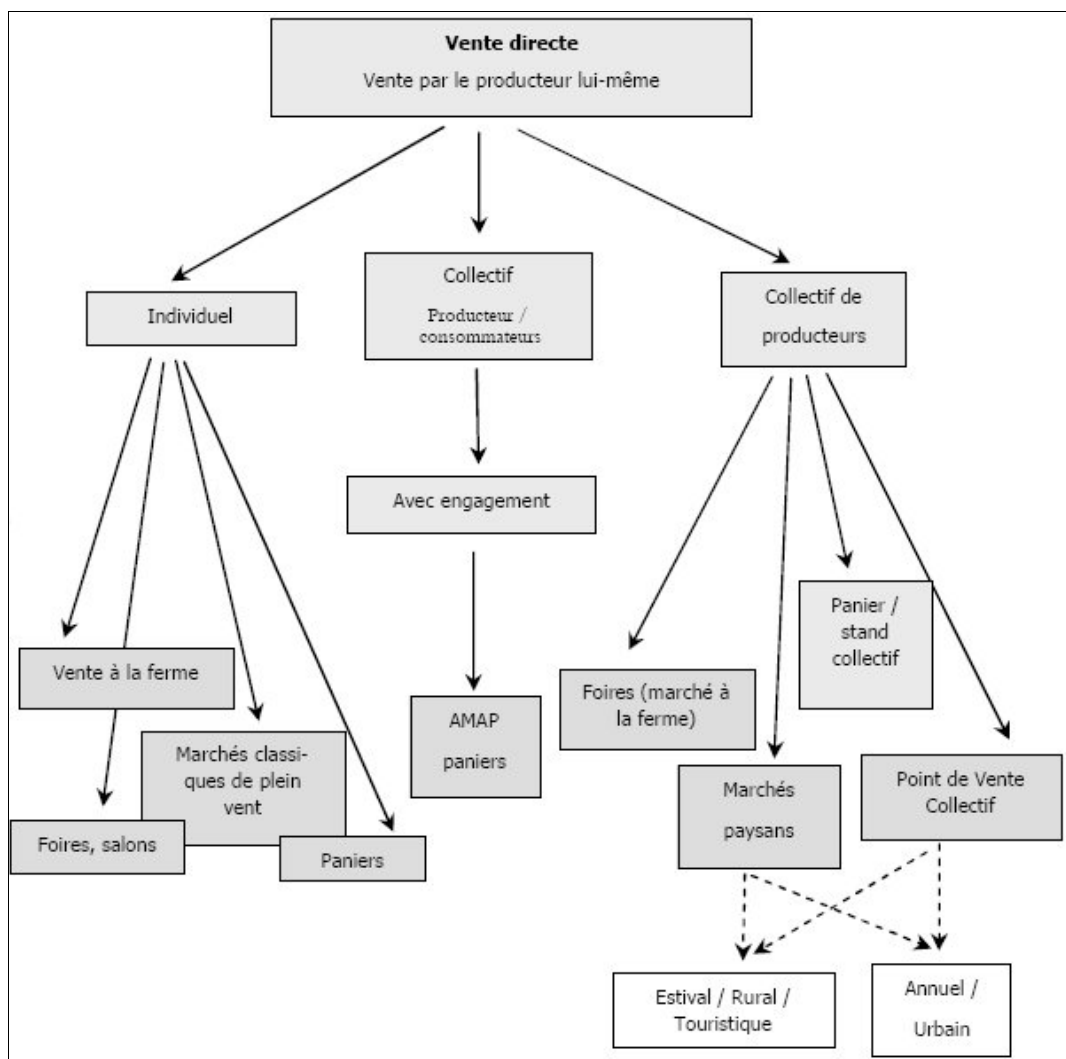 Vente directe
Vente par le producteur lui-même
Individuel
Collectif
Producteur /
consommateurs
Collectif de
producteurs
Avec engagement
Vente à la ferme
Marchés classi-
ques de plein
vent
Foires, salons
Paniers
AMAP
paniers
Foires (marché à
la ferme)
Panier /
stand
collectif
Marchés
paysans
Point de Vente
Collectif
Estival / Rural /
Touristique
Annuel /
Urbain